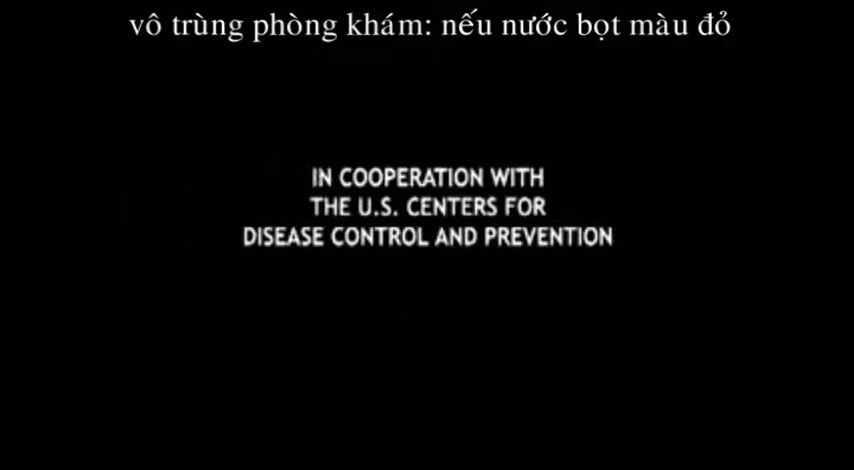 vô trùng phòng khám: nếu nước bọt màu đỏ
IN COOPERATION WITH
THE U.S. CENTERS FOR
DISEASE CONTROL AND PREVENTION